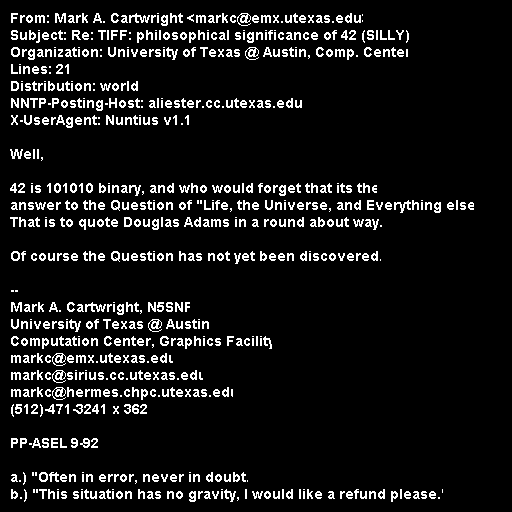 From: Mark A. Cartwright <markc@emx.utexas.edu>
Subject: Re: TIFF: philosophical significance of 42 (SILLY)
Organization: University of Texas @ Austin, Comp. Center
Lines: 21
Distribution: world
NNTP-Posting-Host: aliester.cc.utexas.edu
X-UserAgent: Nuntius v1.1
Well,
42 is 101010 binary, and who would forget that its the
answer to the Question of "Life, the Universe, and Everything else
That is to quote Douglas Adams in a round about way.
Of course the Question has not yet been discovered.
--
Mark A. Cartwright, N5SNP
University of Texas @ Austin
Computation Center, Graphics Facility
markc@emx.utexas.edu
markc@sirius.cc.utexas.edu
markc@hermes.chpc.utexas.edu
(512)-471-3241 x 362
PP-ASEL 9-92
a.) "Often in error, never in doubt.
b.) "This situation has no gravity, I would like a refund please."